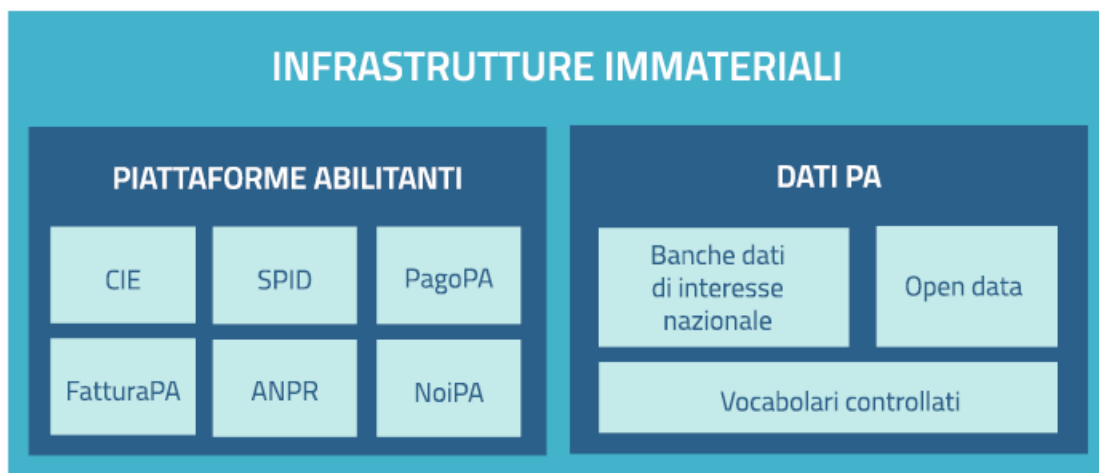 INFRASTRUTTURE IMMATERIALI
PIATTAFORME ABILITANTI
CIE
SPID
PagoPA
FatturaPA
ANPR
NoiPA
DATI PA
Banche dati
di interesse
nazionale
Open data
Vocabolari controllati